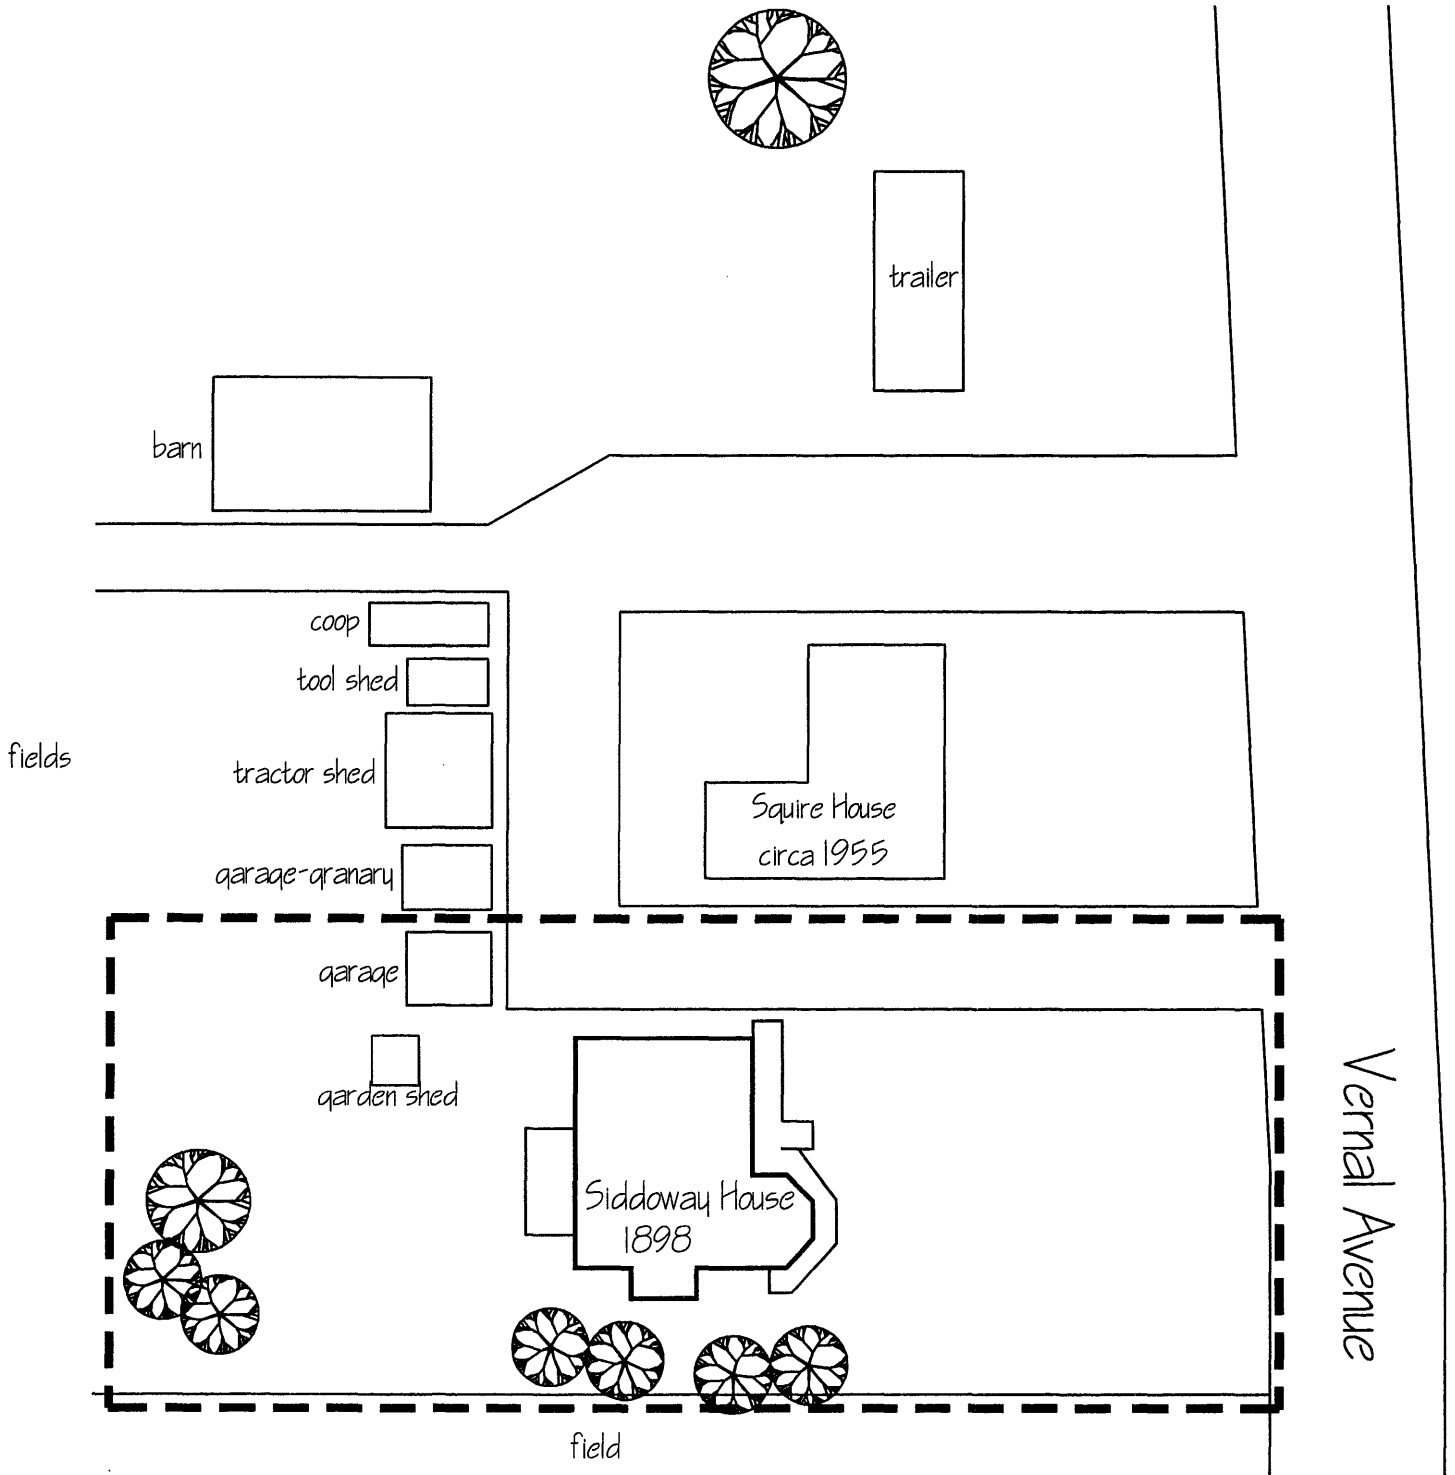 trailer
barn
coop
tool shed
fields
tractor shed
Squire House
circa 1955
garage-granary
garage
garden shed
Siddoway House
1898
Vernal Avenue
field